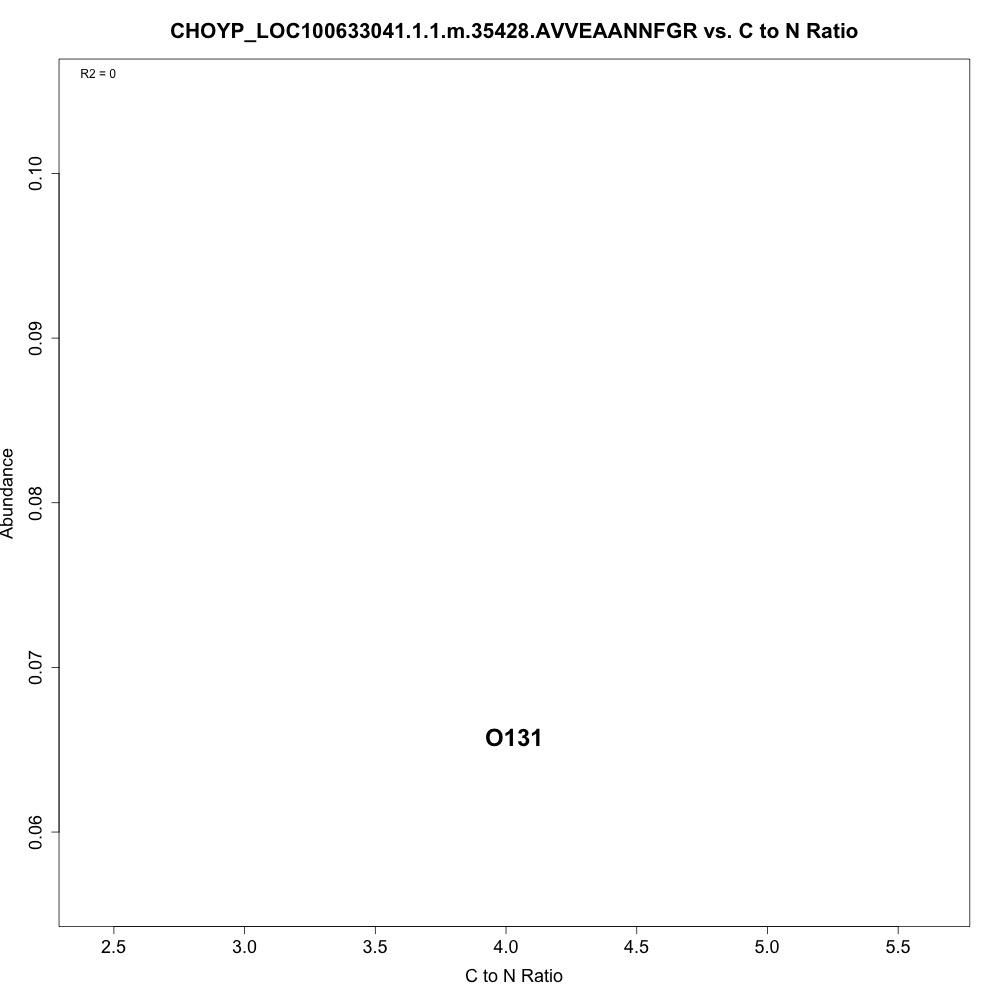 CHOYP_LOC100633041.1.1.m.35428.AVVEAANNFGR vs. C to N Ratio
R2 = 0
0.10
0.09
0.08
0.07
0.06
Abundance
O131
2.5 3.0 3.5 4.0 4.5 5.0 5.5
C to N Ratio